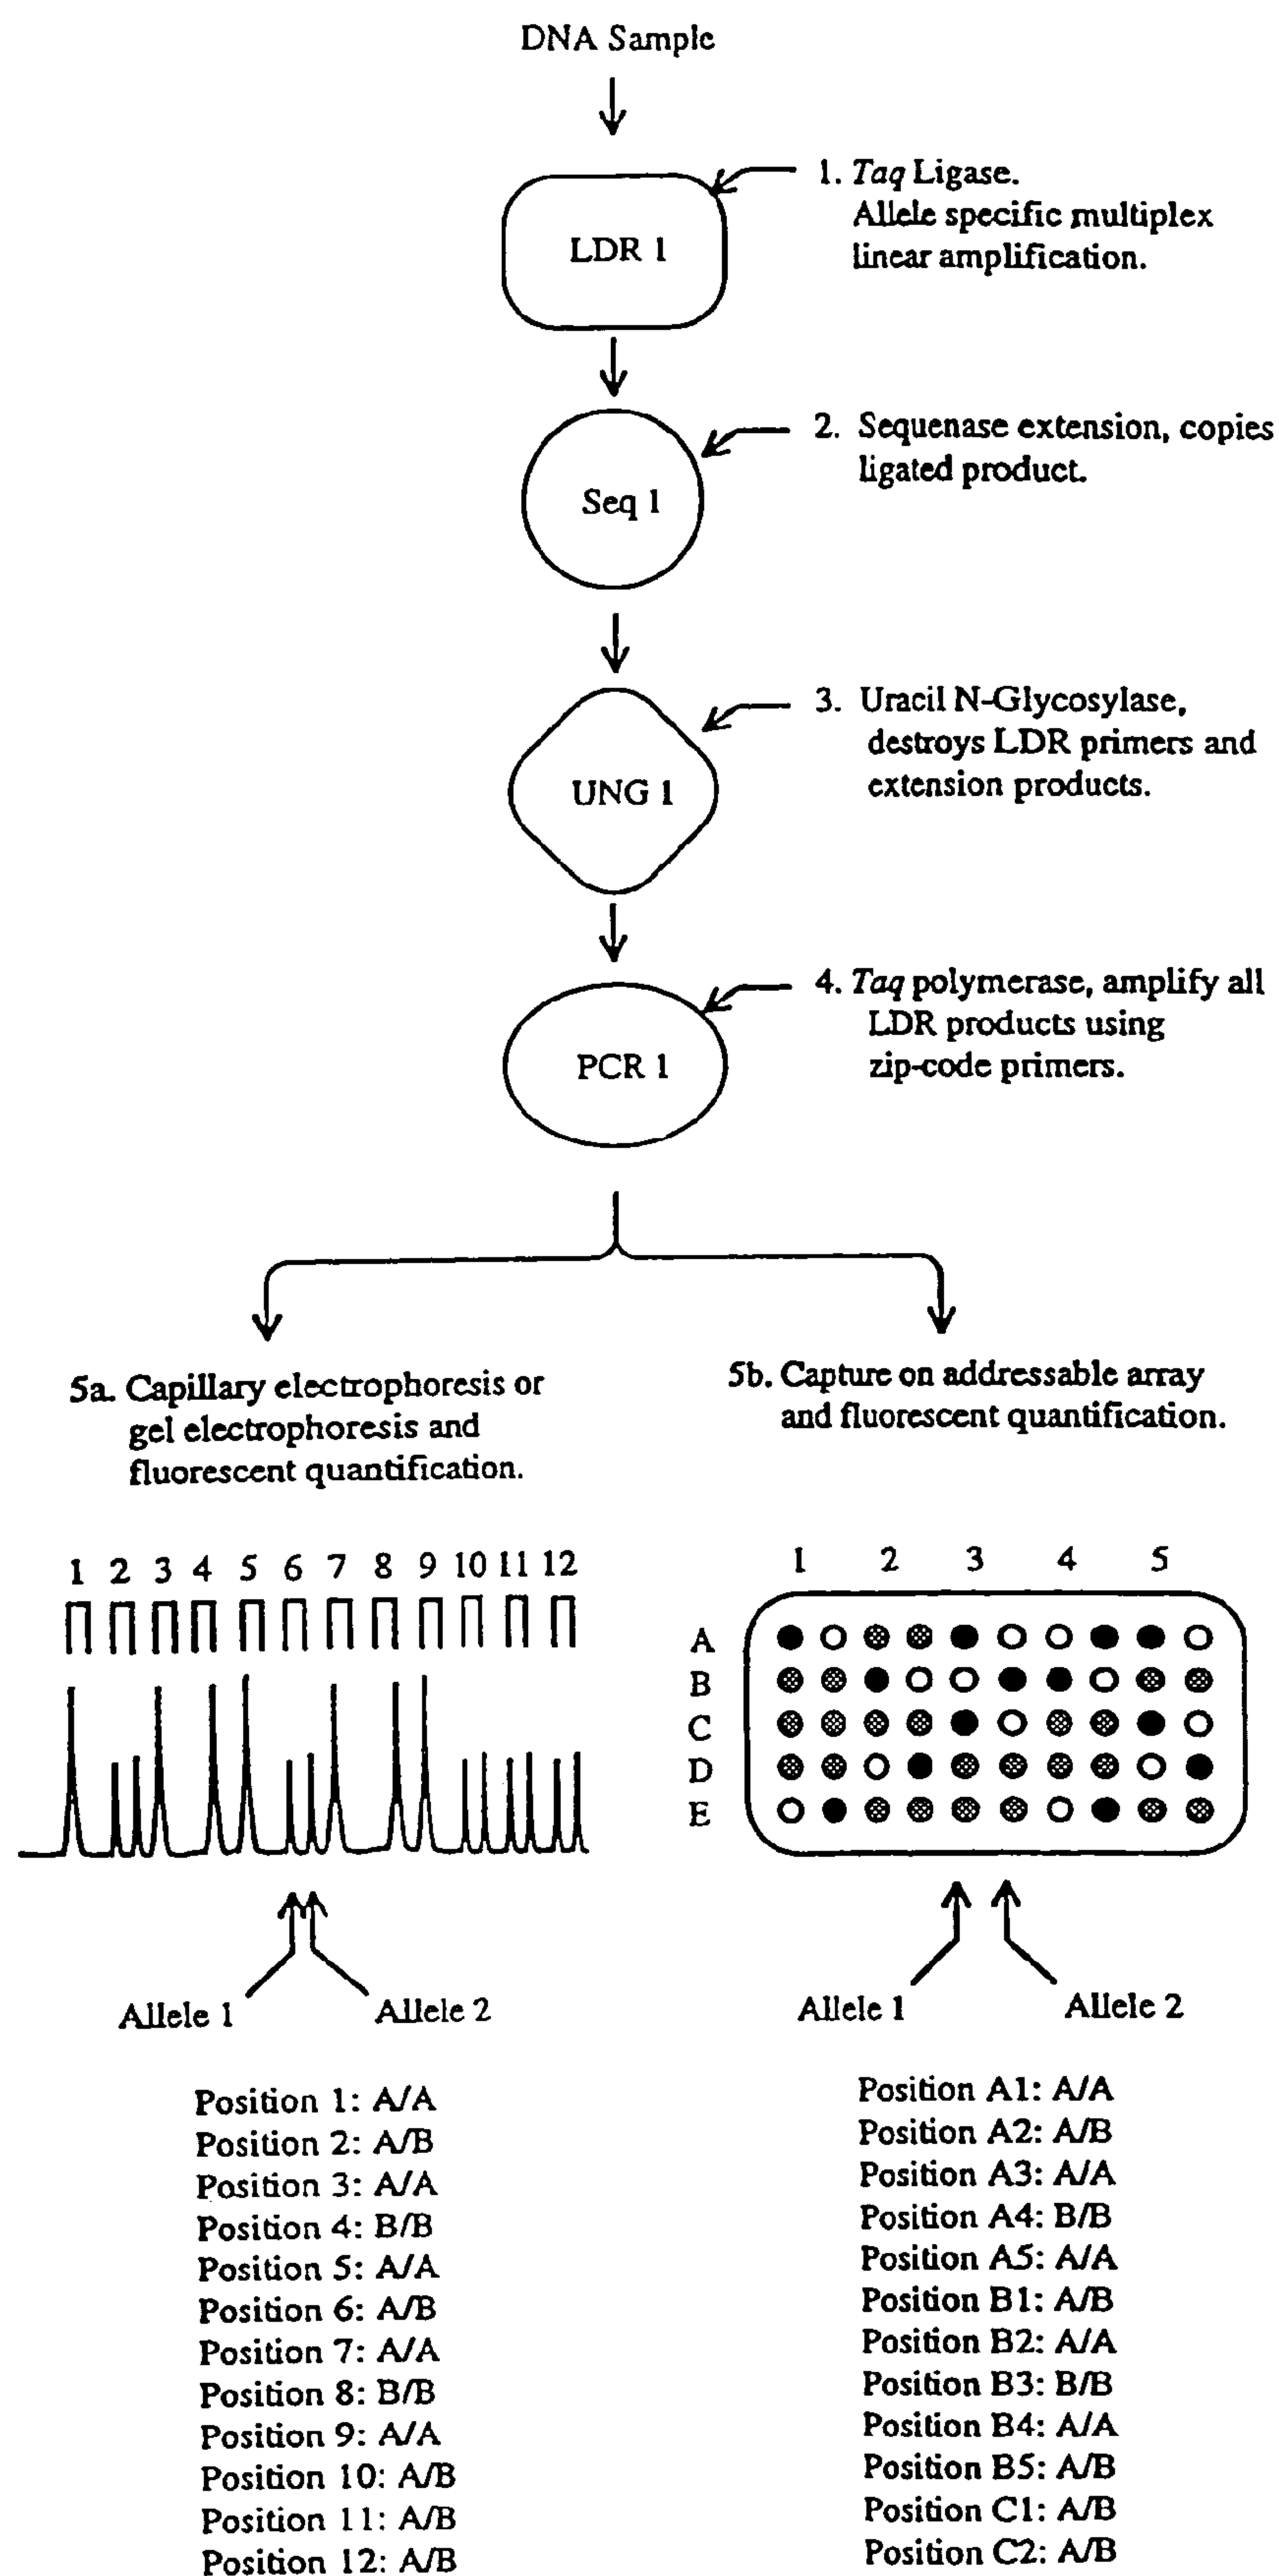 DNA Sample
LDR 1
1. Taq Ligase.
Allele specific multiplex
linear amplification.
Seq 1
2. Sequenase extension, copies
ligated product.
UNG 1
3. Uracil N-Glycosylase,
destroys LDR primers and
extension products.
PCR 1
4. Taq polymerase, amplify all
LDR products using
zip-code primers.
5a. Capillary electrophoresis or
gel electrophoresis and
fluorescent quantification.
1 2 3 4 5 6 7 8 9 10 11 12
Allele 1 Allele 2
Position 1: A/A
Position 2: A/B
Position 3: A/A
Position 4: B/B
Position 5: A/A
Position 6: A/B
Position 7: A/A
Position 8: B/B
Position 9: A/A
Position 10: A/B
Position 11: A/B
Position 12: A/B
5b. Capture on addressable array
and fluorescent quantification.
1 2 3 4 5
A
B
C
D
E
Allele 1 Allele 2
Position A1: A/A
Position A2: A/B
Position A3: A/A
Position A4: B/B
Position A5: A/A
Position B1: A/B
Position B2: A/A
Position B3: B/B
Position B4: A/A
Position B5: A/B
Position C1: A/B
Position C2: A/B